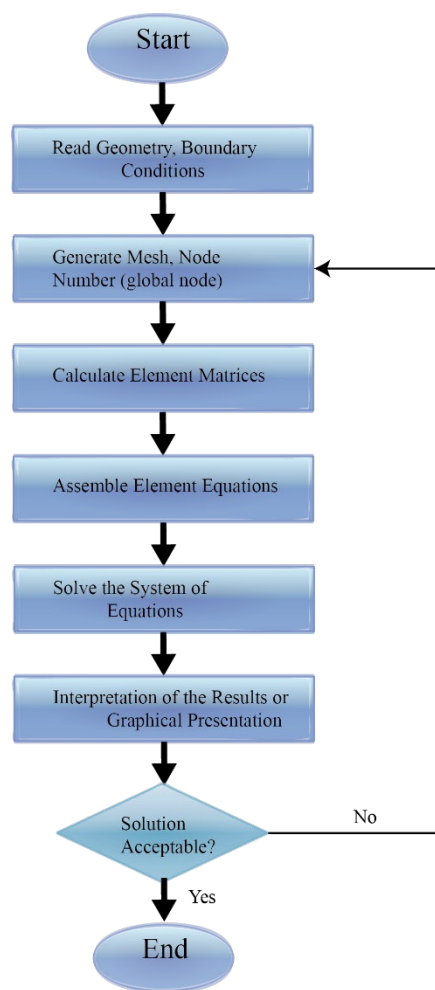 Start
Read Geometry, Boundary
Conditions
Generate Mesh, Node
Number (global node)
Calculate Element Matrices
Assemble Element Equations
Solve the System of
Equations
Interpretation of the Results or
Graphical Presentation
Solution
Acceptable?
No
Yes
End